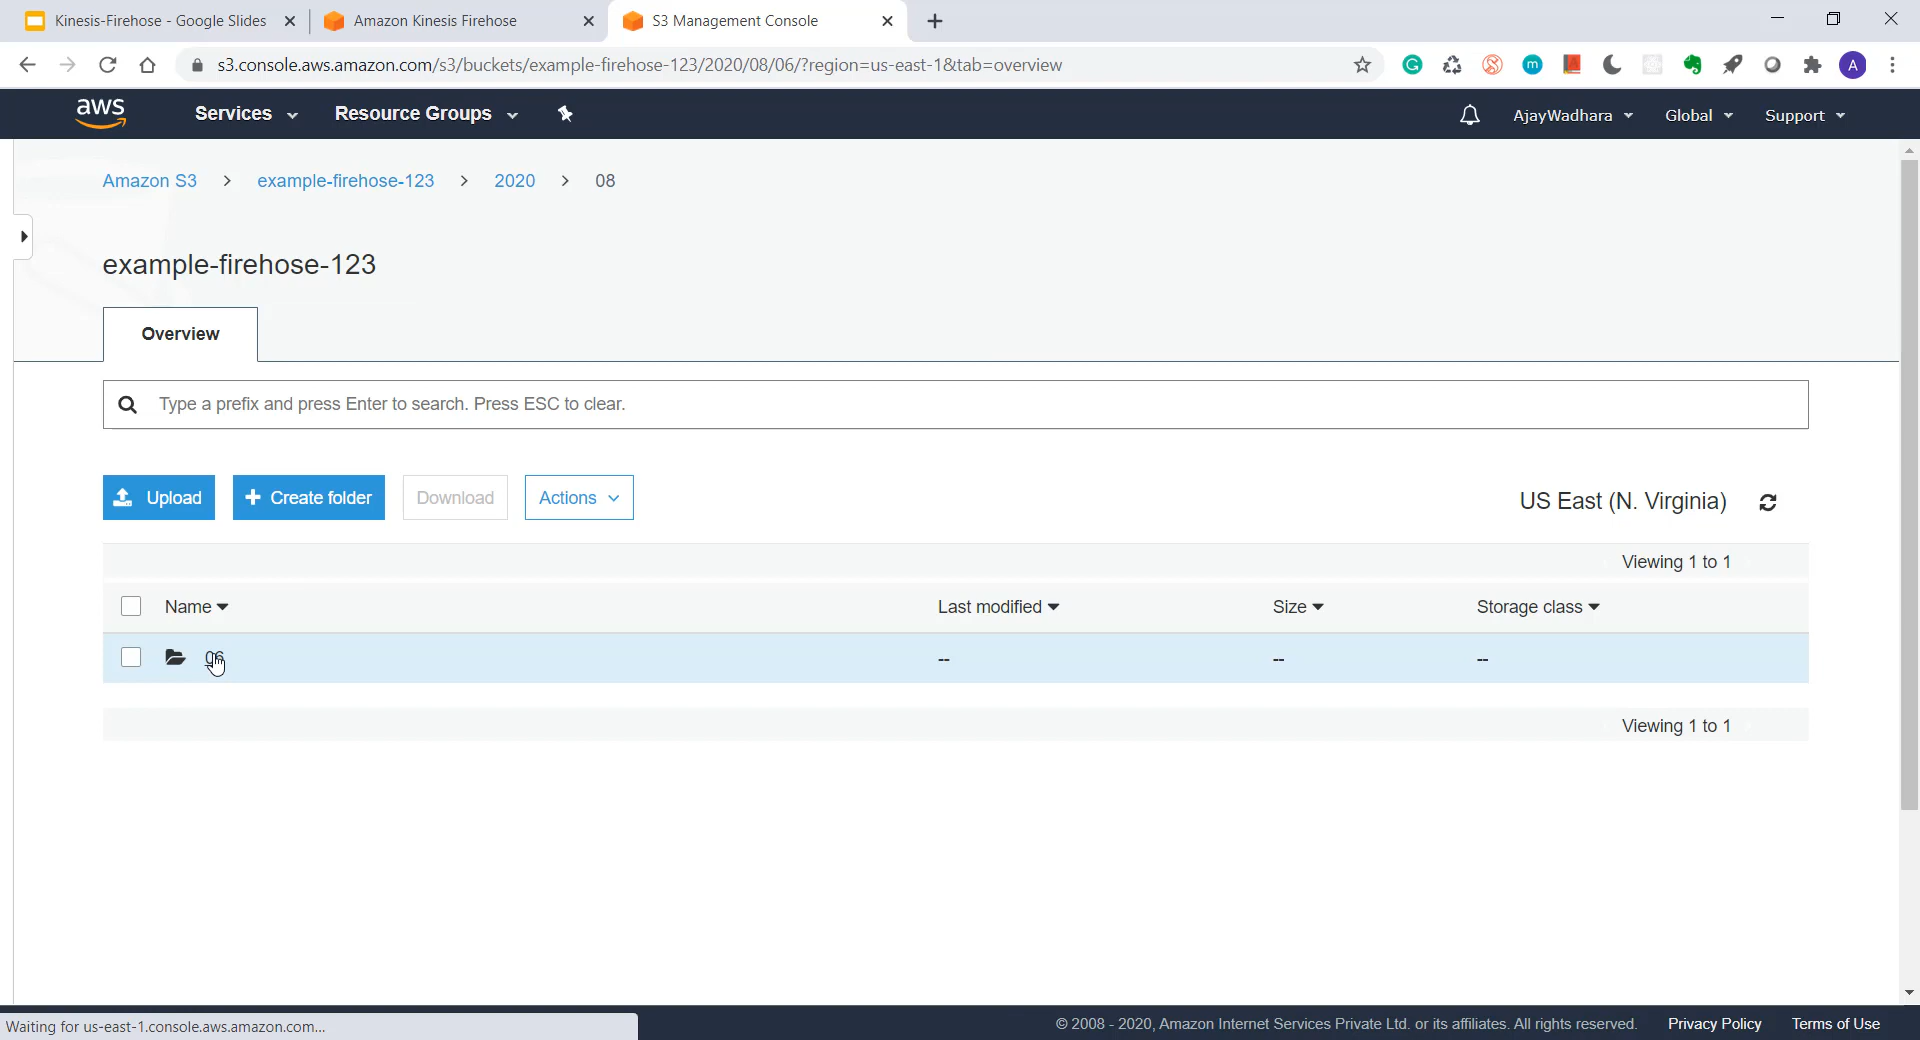 Kinesis-Firehose - Google Slides
Amazon Kinesis Firehose
S3 Management Console
s3.console.aws.amazon.com/s3/buckets/example-firehose-123/2020/08/06/?region=us-east-1&tab=overview
A
aws
Services
Resource Groups
AjayWadhara
Global
Support
Amazon S3 > example-firehose-123 > 2020 > 08
example-firehose-123
Overview
Type a prefix and press Enter to search. Press ESC to clear.
Upload
+ Create folder
Download
Actions
US East (N. Virginia)
Viewing 1 to 1
Name
Last modified
Size
Storage class
06
--
--
--
Viewing 1 to 1
Waiting for us-east-1.console.aws.amazon.com...
© 2008 - 2020, Amazon Internet Services Private Ltd. or its affiliates. All rights reserved.
Privacy Policy
Terms of Use